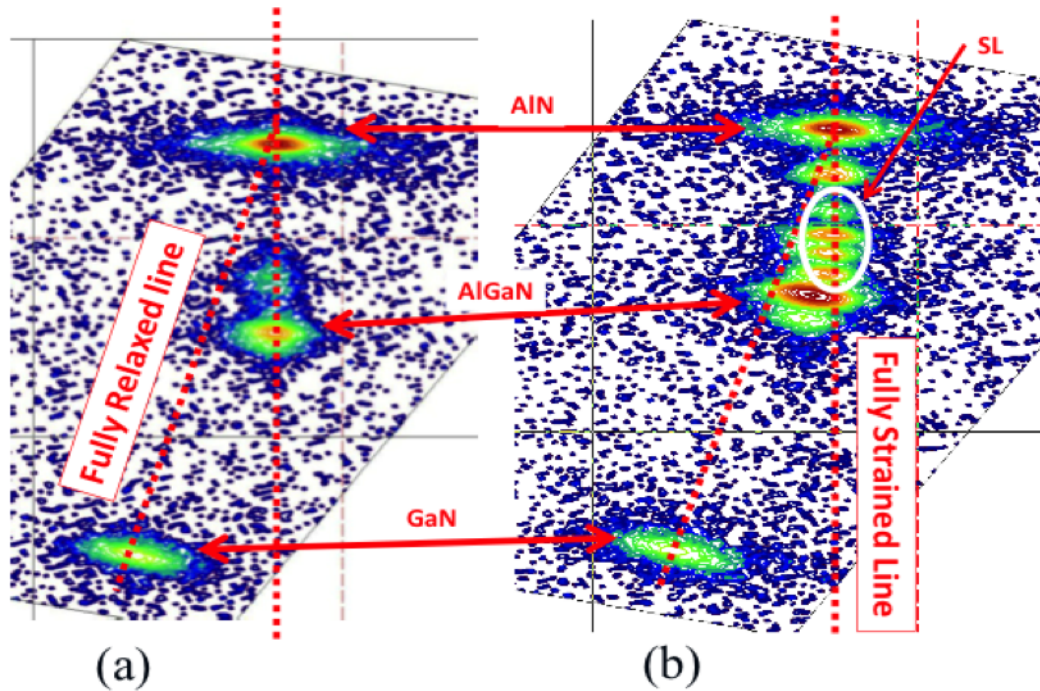 SL
AlN
Fully Relaxed line
AlGaN
Fully Strained Line
GaN
(a)
(b)